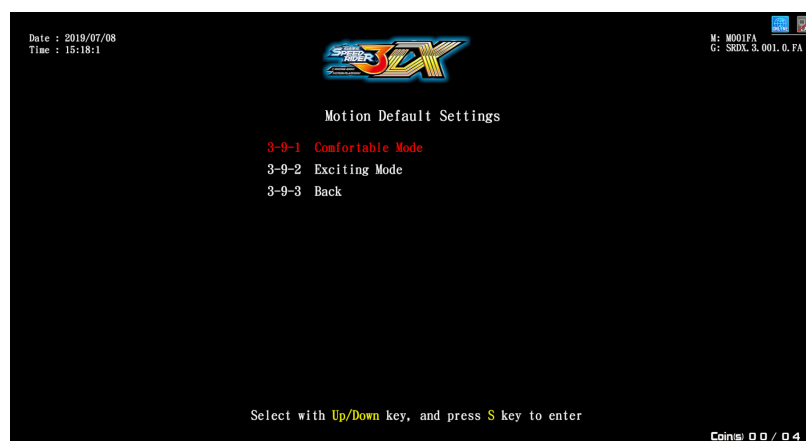 Date : 2019/07/08
Time : 15:18:1
SPEED RIDER 3 DX
M: M001FA
G: SRDX.3.001.0.FA
Motion Default Settings
3-9-1 Comfortable Mode
3-9-2 Exciting Mode
3-9-3 Back
Select with Up/Down key, and press S key to enter
Coin(s) 00/04